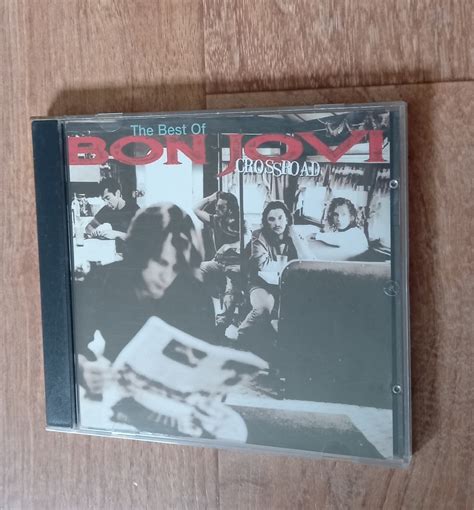 The Best Of
BON JOVI
CROSSROAD